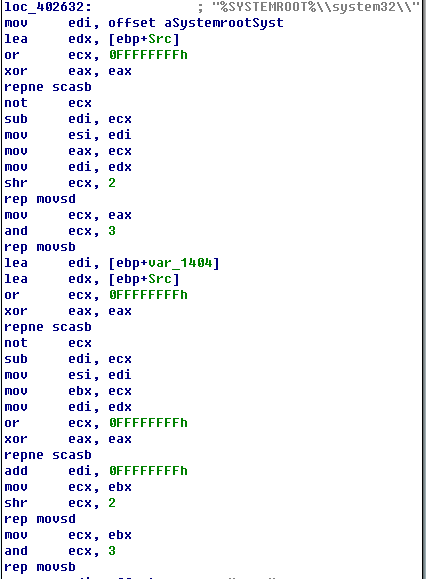 loc_402632: ; "%SYSTEMROOT%\\system32\\"
mov edi, offset aSystemrootSyst
lea edx, [ebp+Src]
or ecx, 0FFFFFFFFh
xor eax, eax
repne scasb
not ecx
sub edi, ecx
mov esi, edi
mov eax, ecx
mov edi, edx
shr ecx, 2
rep movsd
mov ecx, eax
and ecx, 3
rep movsb
lea edi, [ebp+var_1404]
lea edx, [ebp+Src]
or ecx, 0FFFFFFFFh
xor eax, eax
repne scasb
not ecx
sub edi, ecx
mov esi, edi
mov ebx, ecx
mov edi, edx
or ecx, 0FFFFFFFFh
xor eax, eax
repne scasb
add edi, 0FFFFFFFFh
mov ecx, ebx
shr ecx, 2
rep movsd
mov ecx, ebx
and ecx, 3
rep movsb